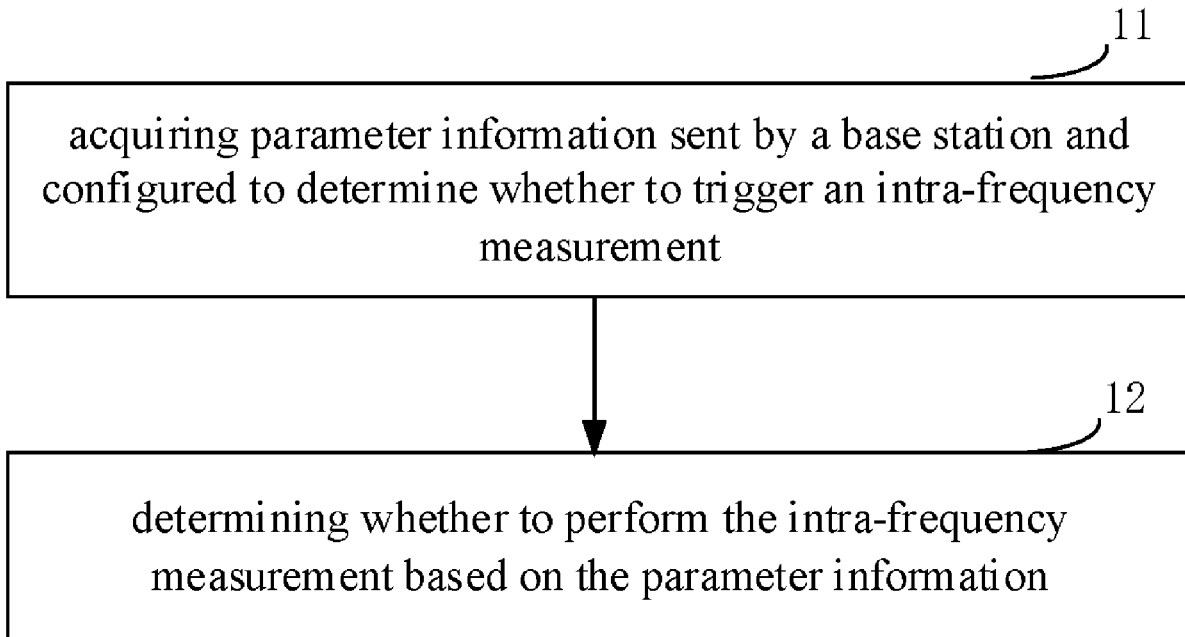 11
acquiring parameter information sent by a base station and
configured to determine whether to trigger an intra-frequency
measurement
12
determining whether to perform the intra-frequency
measurement based on the parameter information